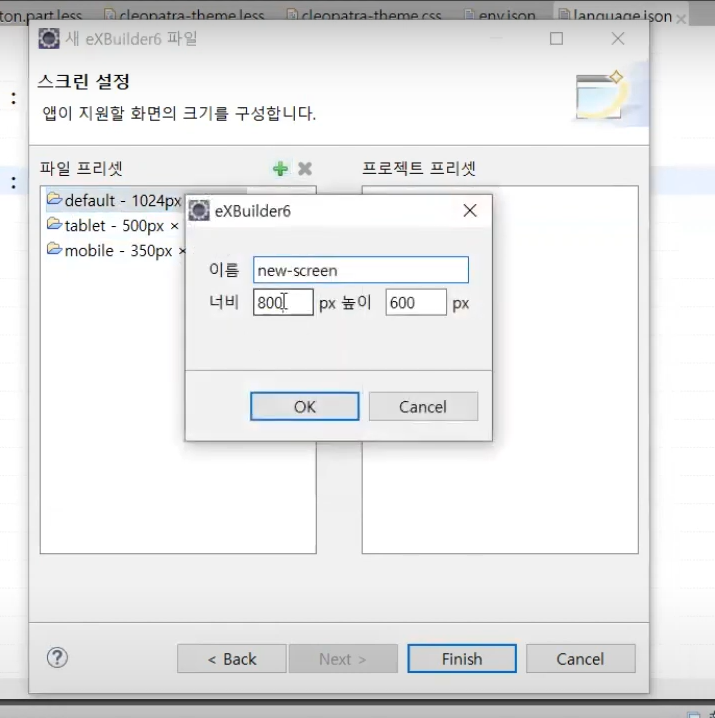 ton.part.less cleopatra-theme.less cleopatra-theme.css env.json language.json
새 eXBuilder6 파일
스크린 설정
앱이 지원할 화면의 크기를 구성합니다.
:
파일 프리셋 프로젝트 프리셋
:
default - 1024px
tablet - 500px ×
mobile - 350px ×
eXBuilder6
이름 new-screen
너비 800 px 높이 600 px
OK Cancel
? < Back Next > Finish Cancel